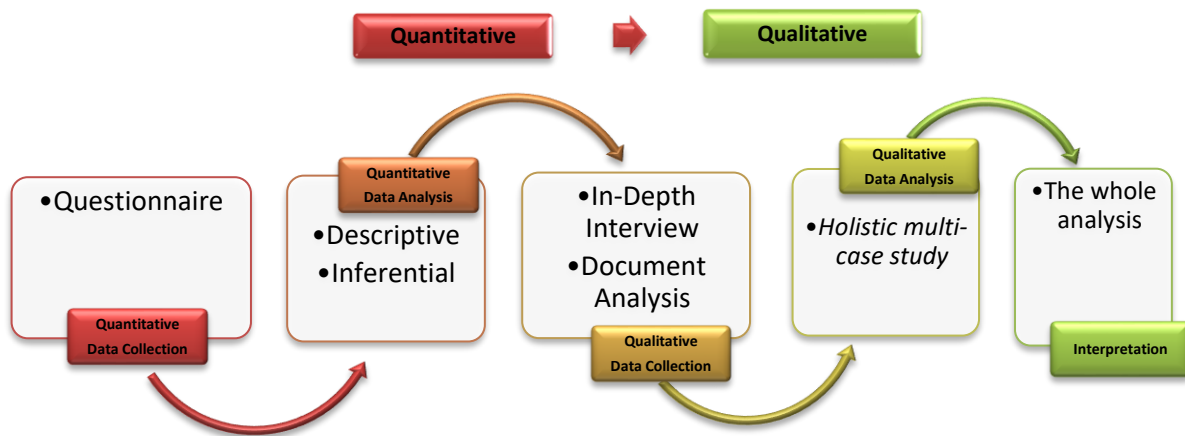 Quantitative
Qualitative
•Questionnaire
Quantitative
Data Collection
Quantitative
Data Analysis
•Descriptive
•Inferential
•In-Depth
Interview
•Document
Analysis
Qualitative
Data Collection
Qualitative
Data Analysis
•Holistic multi-
case study
•The whole
analysis
Interpretation